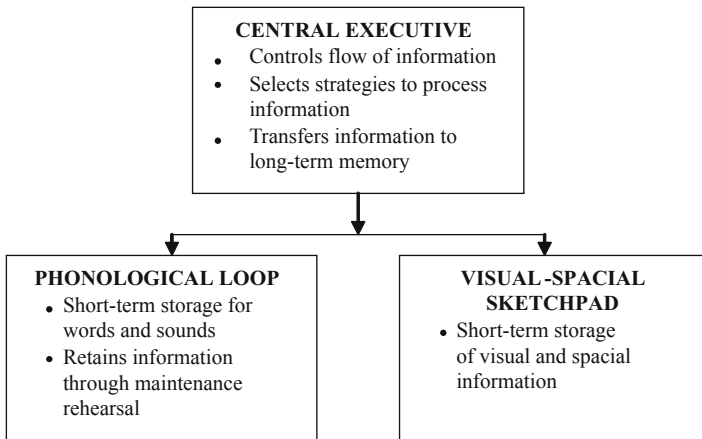 CENTRAL EXECUTIVE
• Controls flow of information
• Selects strategies to process
information
• Transfers information to
long-term memory
PHONOLOGICAL LOOP
• Short-term storage for
words and sounds
• Retains information
through maintenance
rehearsal
VISUAL -SPACIAL
SKETCHPAD
• Short-term storage
of visual and spacial
information